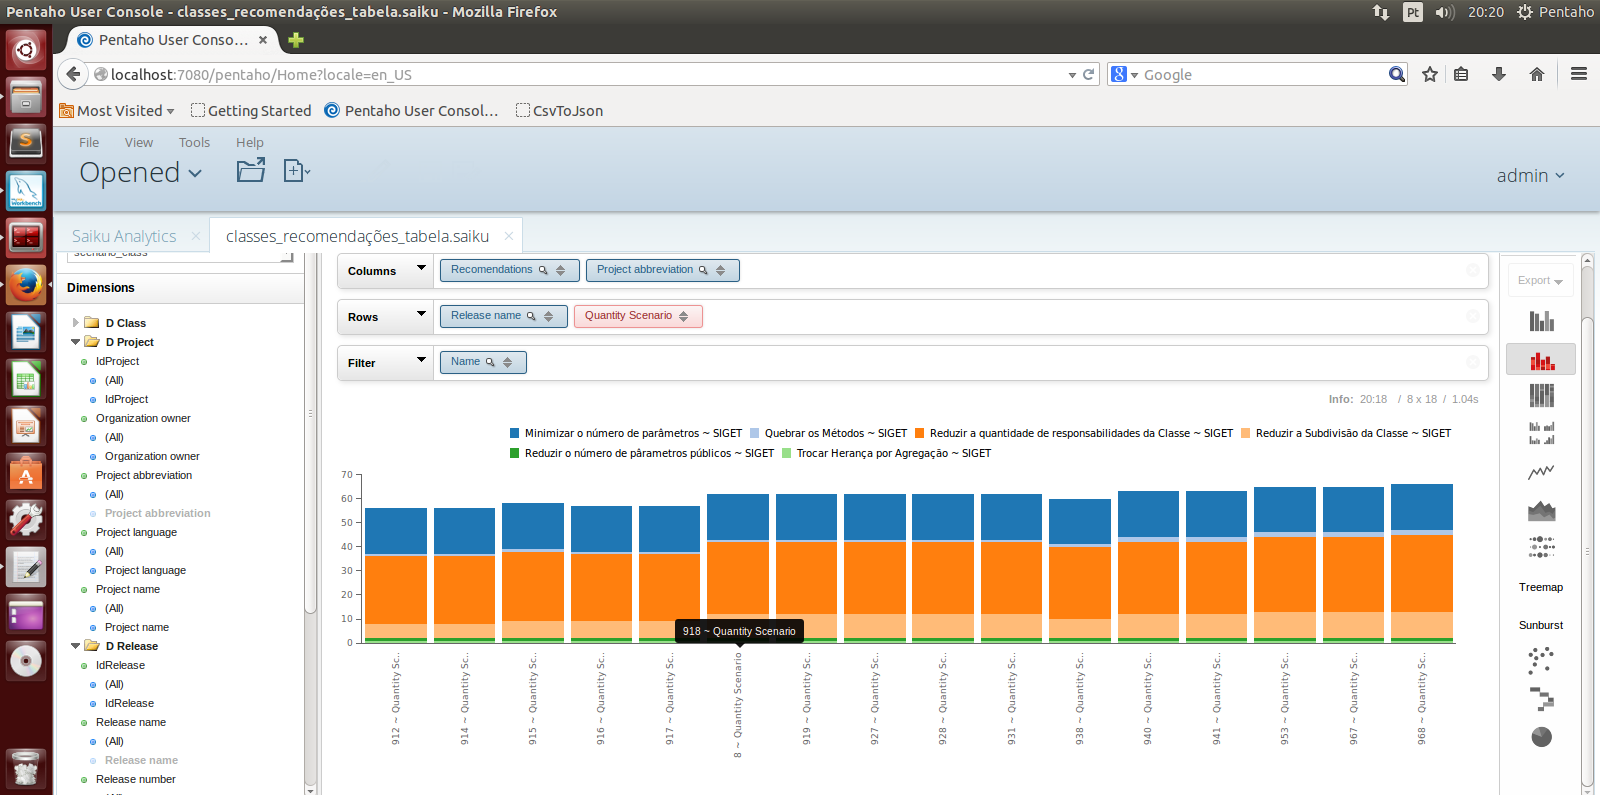 Pentaho User Console - classes_recomendações_tabela.saiku - Mozilla Firefox
Pt
20:20
Pentaho
Pentaho User Conso...
localhost:7080/pentaho/Home?locale=en_US
Google
Most Visited
Getting Started
Pentaho User Consol...
CsvToJson
File
View
Tools
Help
Opened
admin
Saiku Analytics
classes_recomendações_tabela.saiku
scenario_class
Dimensions
D Class
D Project
IdProject
(All)
IdProject
Organization owner
(All)
Organization owner
Project abbreviation
(All)
Project abbreviation
Project language
(All)
Project language
Project name
(All)
Project name
D Release
IdRelease
(All)
IdRelease
Release name
(All)
Release name
Release number
Columns
Recomendations
Project abbreviation
Rows
Release name
Quantity Scenario
Filter
Name
Info: 20:18 / 8 x 18 / 1.04s
Minimizar o número de parâmetros ~ SIGET
Quebrar os Métodos ~ SIGET
Reduzir a quantidade de responsabilidades da Classe ~ SIGET
Reduzir a Subdivisão da Classe ~ SIGET
Reduzir o número de pârametros públicos ~ SIGET
Trocar Herança por Agregação ~ SIGET
70
60
50
40
30
20
10
0
918 ~ Quantity Scenario
912 ~ Quantity Sc..
914 ~ Quantity Sc..
915 ~ Quantity Sc..
916 ~ Quantity Sc..
917 ~ Quantity Sc..
8 ~ Quantity Scenario
919 ~ Quantity Sc..
927 ~ Quantity Sc..
928 ~ Quantity Sc..
931 ~ Quantity Sc..
938 ~ Quantity Sc..
940 ~ Quantity Sc..
941 ~ Quantity Sc..
953 ~ Quantity Sc..
967 ~ Quantity Sc..
968 ~ Quantity Sc..
Export
Treemap
Sunburst